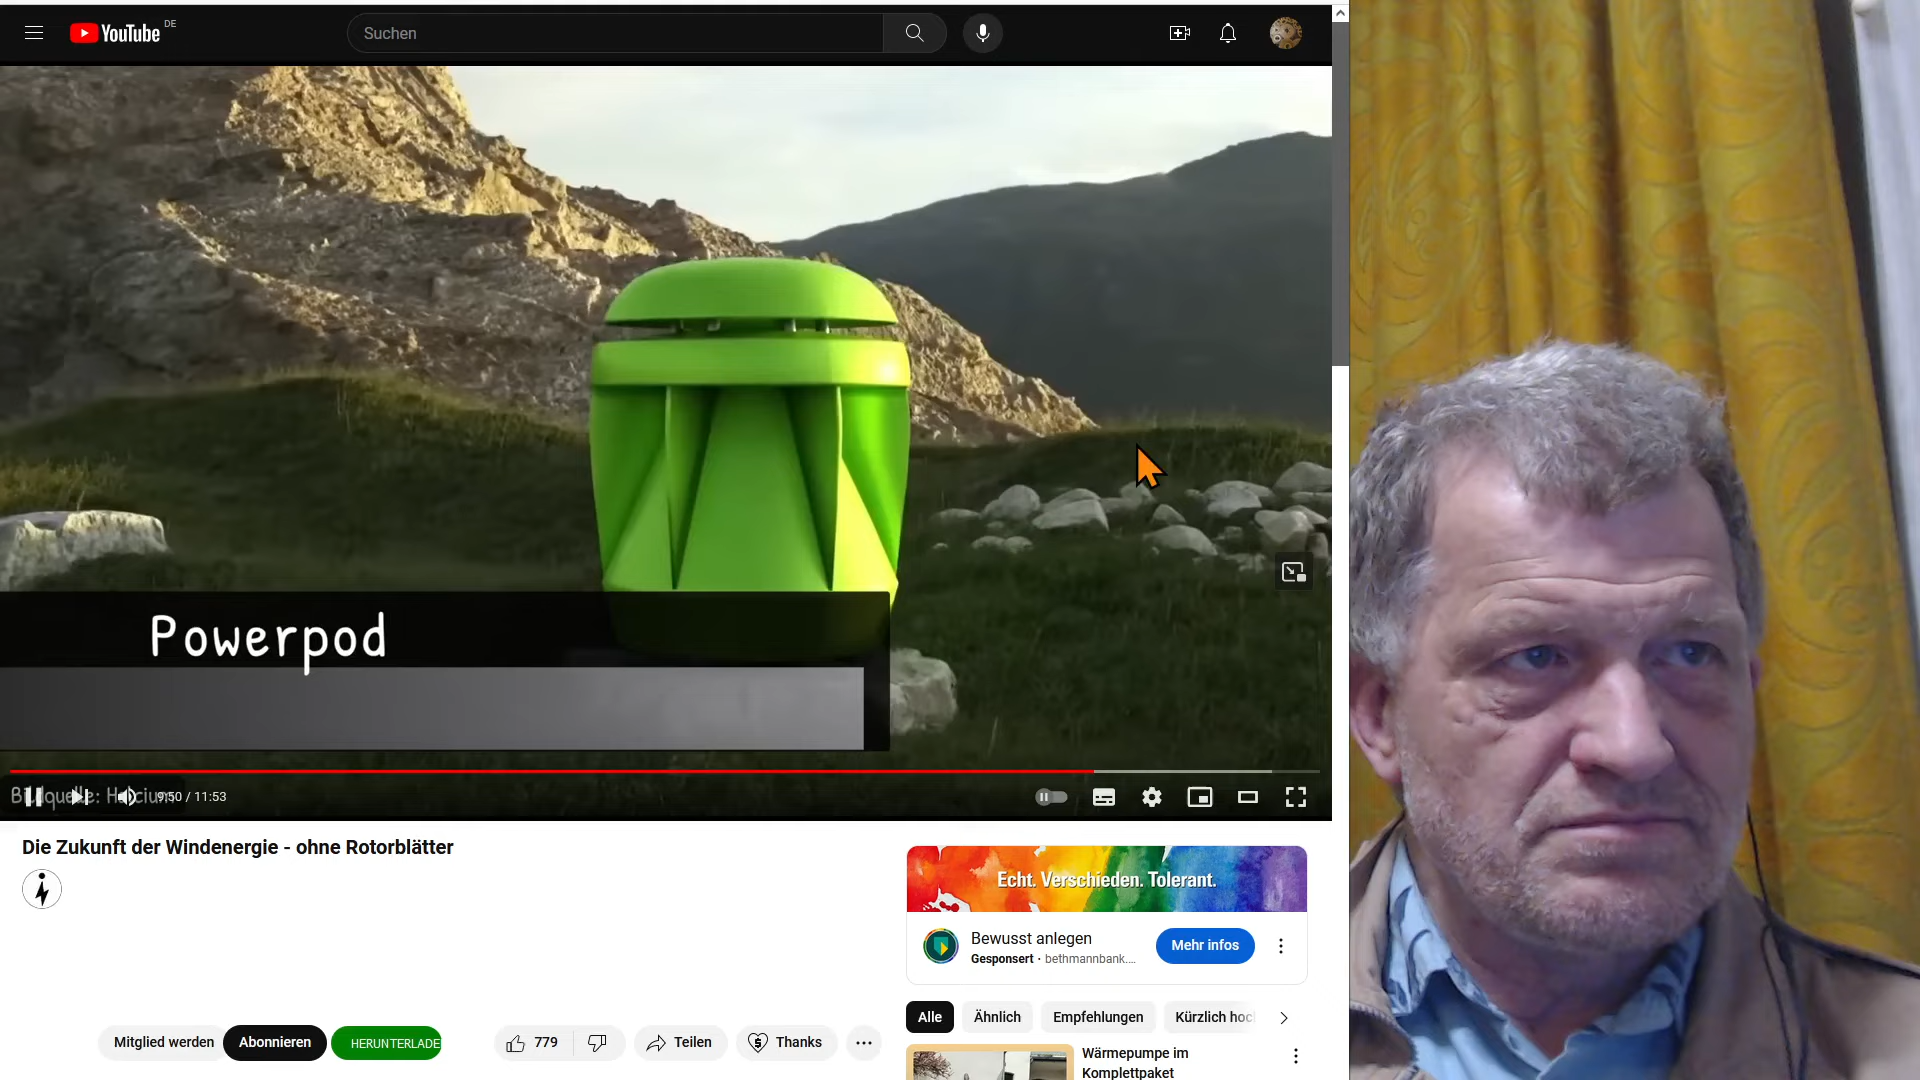 YouTube DE
Suchen
Powerpod
9:50 / 11:53
Die Zukunft der Windenergie - ohne Rotorblätter
Mitglied werden
Abonnieren
HERUNTERLADE
779
Teilen
Thanks
Echt. Verschieden. Tolerant.
Bewusst anlegen
Gesponsert · bethmannbank....
Mehr infos
Alle
Ähnlich
Empfehlungen
Kürzlich hoc
Wärmepumpe im
Komplettpaket